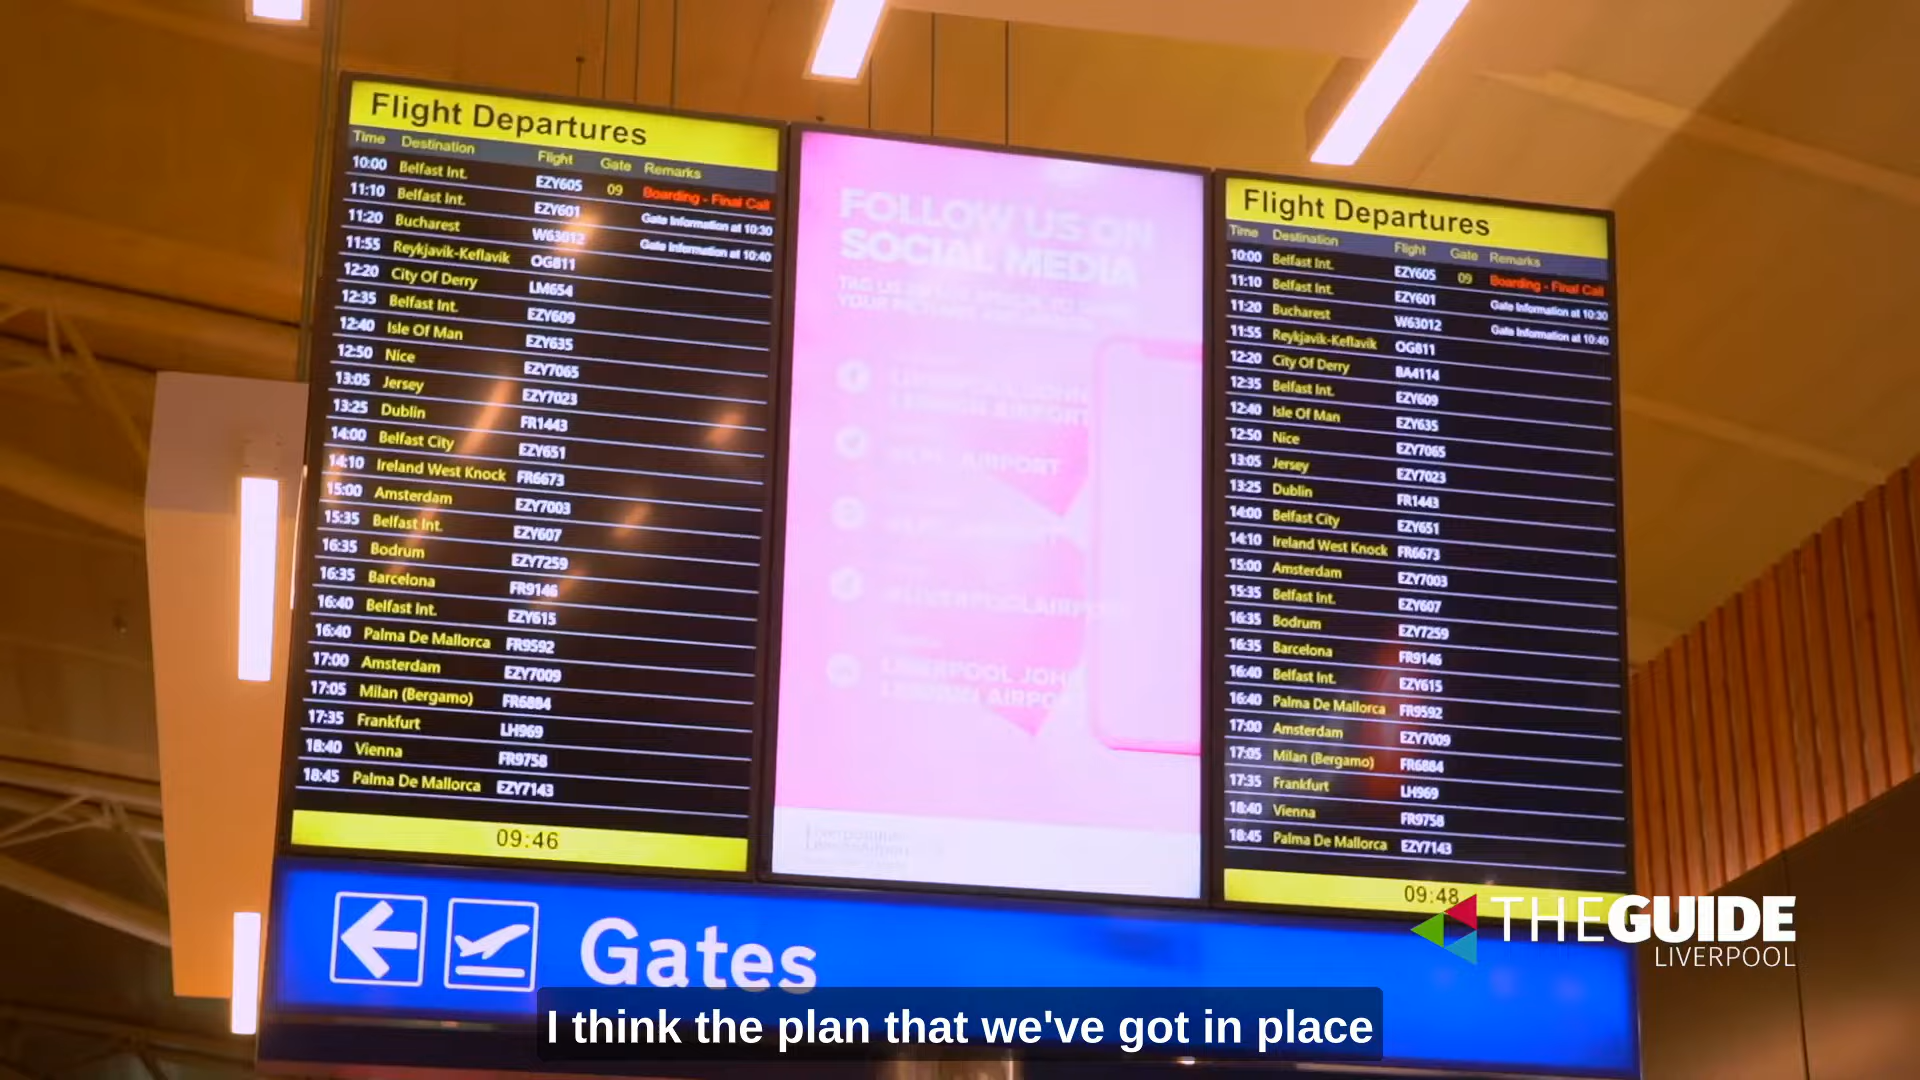 Flight Departures
Time Destination Flight Gate Remarks
10:00 Belfast Int. EZY605 09 Boarding - Final Call
11:10 Belfast Int. EZY601 Gate Information at 10:30
11:20 Bucharest W63012 Gate Information at 10:40
11:55 Reykjavik-Keflavik OG811
12:20 City Of Derry LM654
12:35 Belfast Int. EZY609
12:40 Isle Of Man EZY635
12:50 Nice EZY7065
13:05 Jersey EZY7023
13:25 Dublin FR1443
14:00 Belfast City EZY651
14:10 Ireland West Knock FR6673
15:00 Amsterdam EZY7003
15:35 Belfast Int. EZY607
16:35 Bodrum EZY7259
16:35 Barcelona FR9146
16:40 Belfast Int. EZY615
16:40 Palma De Mallorca FR9592
17:00 Amsterdam EZY7009
17:05 Milan (Bergamo) FR6884
17:35 Frankfurt LH969
18:40 Vienna FR9758
18:45 Palma De Mallorca EZY7143
09:46
FOLLOW US ON
SOCIAL MEDIA
LIVERPOOL JOHN
LENNON AIRPORT
AIRPORT
LIVERPOOL JOHN
LENNON AIRPORT
Flight Departures
Time Destination Flight Gate Remarks
10:00 Belfast Int. EZY605 09 Boarding - Final Call
11:10 Belfast Int. EZY601 Gate Information at 10:30
11:20 Bucharest W63012 Gate Information at 10:40
11:55 Reykjavik-Keflavik OG811
12:20 City Of Derry BA4114
12:35 Belfast Int. EZY609
12:40 Isle Of Man EZY635
12:50 Nice EZY7065
13:05 Jersey EZY7023
13:25 Dublin FR1443
14:00 Belfast City EZY651
14:10 Ireland West Knock FR6673
15:00 Amsterdam EZY7003
15:35 Belfast Int. EZY607
16:35 Bodrum EZY7259
16:35 Barcelona FR9146
16:40 Belfast Int. EZY615
16:40 Palma De Mallorca FR9592
17:00 Amsterdam EZY7009
17:05 Milan (Bergamo) FR6884
17:35 Frankfurt LH969
18:40 Vienna FR9758
18:45 Palma De Mallorca EZY7143
09:48
Gates
THEGUIDE
LIVERPOOL
I think the plan that we've got in place